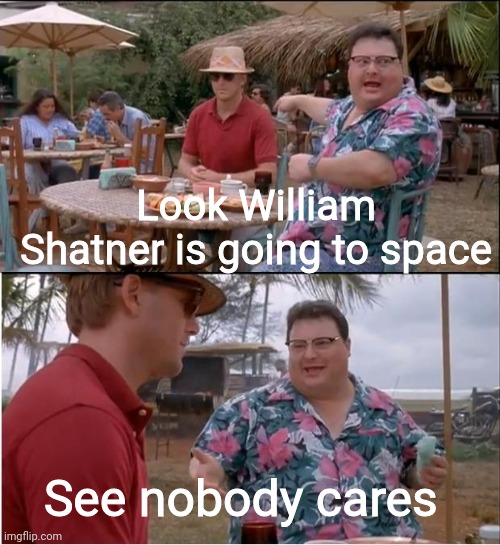 Look William
Shatner is going to space
See nobody cares
imgflip.com